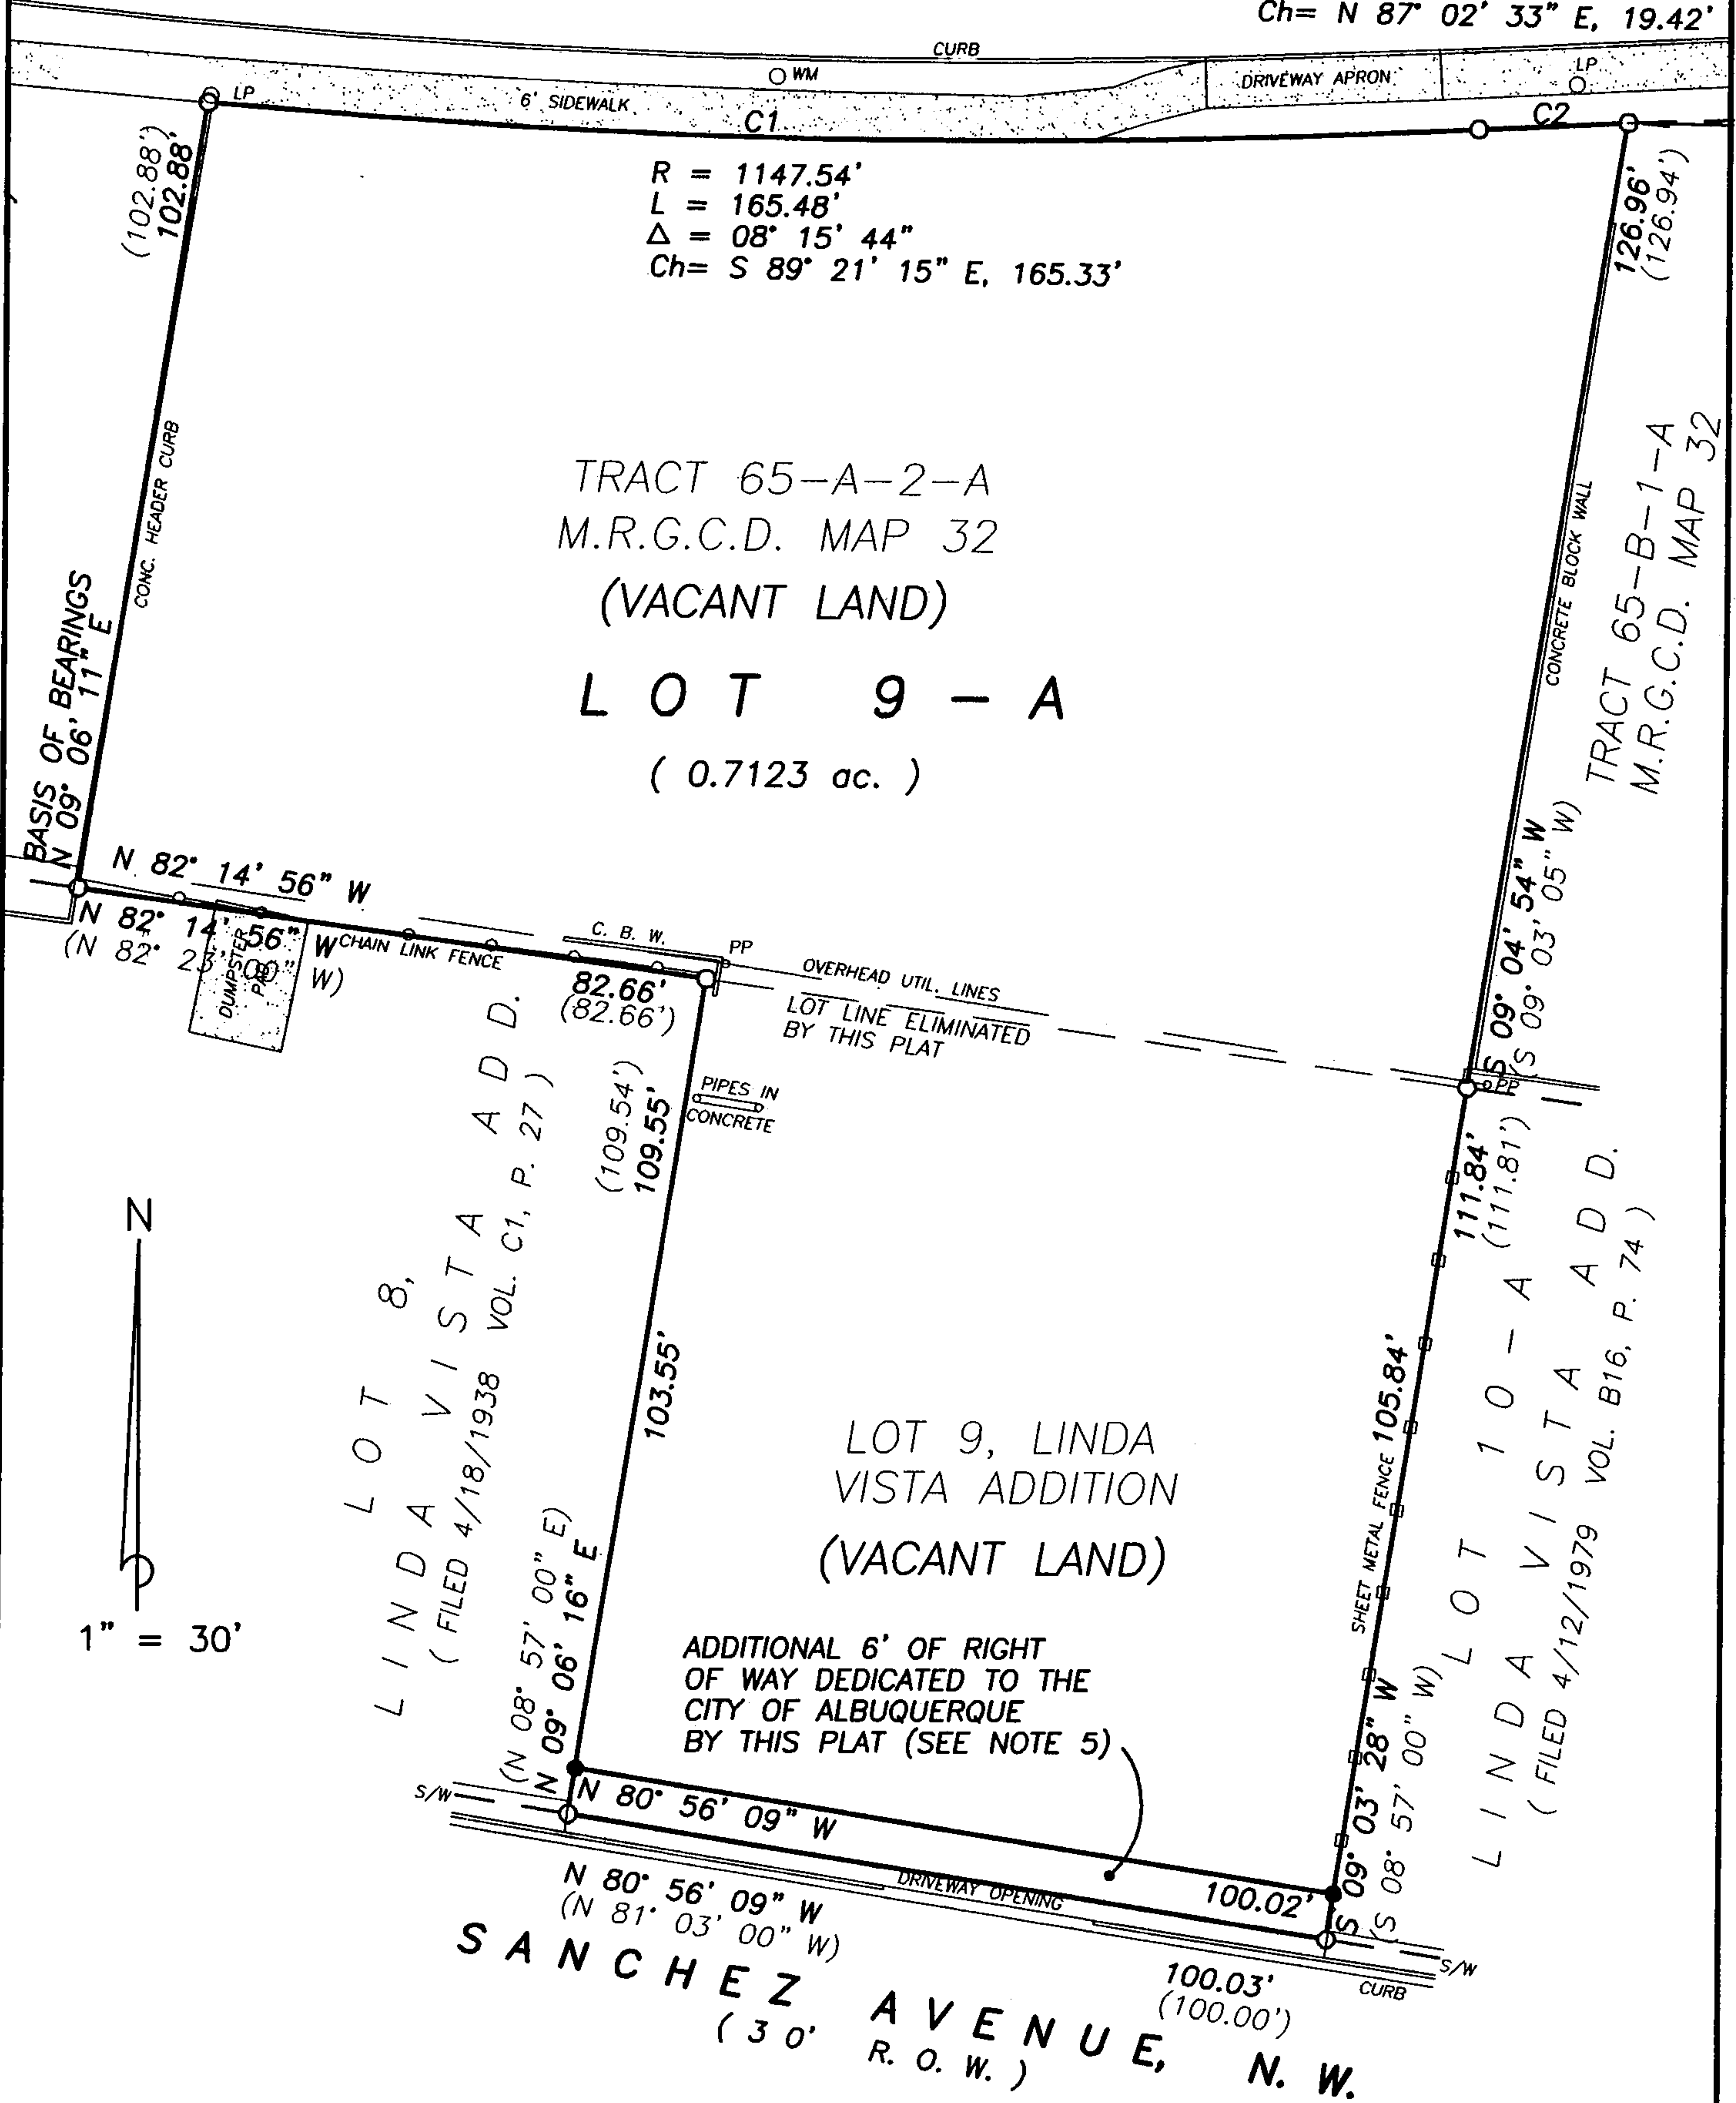 Ch= N 87° 02' 33" E, 19.42'
CURB
WM
DRIVEWAY APRON
LP
LP
6' SIDEWALK
C1
C2
(102.88')
102.88'
R = 1147.54'
L = 165.48'
Δ = 08° 15' 44"
Ch= S 89° 21' 15" E, 165.33'
126.96'
(126.94')
CONC. HEADER CURB
TRACT 65-A-2-A
M.R.G.C.D. MAP 32
(VACANT LAND)
LOT 9-A
( 0.7123 ac. )
CONCRETE BLOCK WALL
TRACT 65-B-1-A
M.R.G.C.D. MAP 32
BASIS OF BEARINGS
N 09° 06' 11" E
N 82° 14' 56" W
N 82° 14' 56" W
(N 82° 23' 00" W)
DUMPSTER
PAD
CHAIN LINK FENCE
C. B. W.
PP
82.66'
(82.66')
OVERHEAD UTIL. LINES
LOT LINE ELIMINATED
BY THIS PLAT
S 09° 04' 54" W
(S 09° 03' 05" W)
PP
(109.54')
109.55'
PIPES IN
CONCRETE
111.84'
(111.81')
N
1" = 30'
LOT 8,
LINDA VISTA ADD.
( FILED 4/18/1938 VOL. C1, P. 27 )
103.55'
105.84'
SHEET METAL FENCE
LOT 10-A
LINDA VISTA ADD.
( FILED 4/12/1979 VOL. B16, P. 74 )
LOT 9, LINDA
VISTA ADDITION
(VACANT LAND)
(N 08° 57' 00" E)
N 09° 06' 16" E
ADDITIONAL 6' OF RIGHT
OF WAY DEDICATED TO THE
CITY OF ALBUQUERQUE
BY THIS PLAT (SEE NOTE 5)
S 09° 03' 28" W
(S 08° 57' 00" W)
S/W
N 80° 56' 09" W
100.02'
DRIVEWAY OPENING
N 80° 56' 09" W
(N 81° 03' 00" W)
S/W
CURB
100.03'
(100.00')
SANCHEZ AVENUE, N. W.
( 30' R. O. W. )